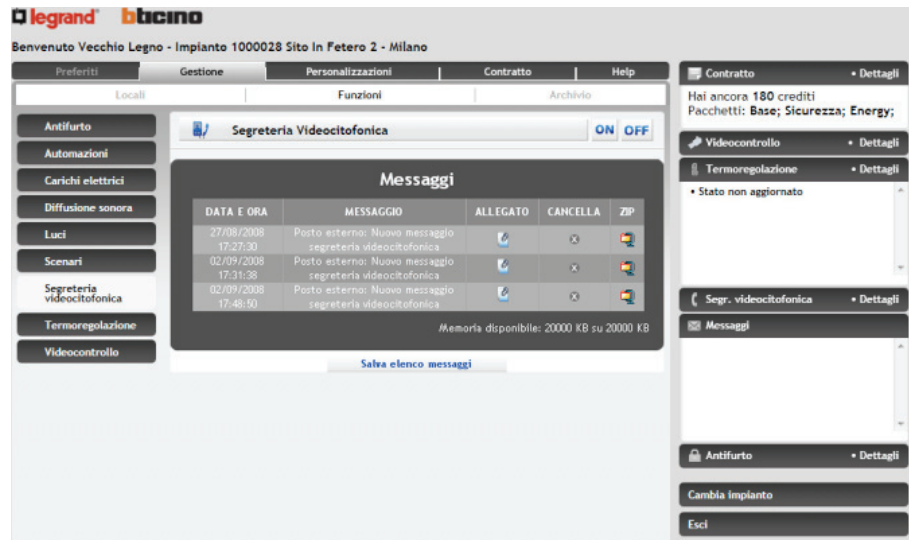 legrand bticino
Benvenuto Vecchio Legno - Impianto 1000028 Sito In Fetero 2 - Milano
Preferiti Gestione Personalizzazioni Contratto Help
Locali Funzioni Archivio
Antifurto
Automazioni
Carichi elettrici
Diffusione sonora
Luci
Scenari
Segreteria
videocitofonica
Termoregolazione
Videocontrollo
Segreteria Videocitofonica ON OFF
Messaggi
DATA E ORA MESSAGGIO ALLEGATO CANCELLA ZIP
27/08/2008 Posto esterno: Nuovo messaggio
17:27:30 segreteria videocitofonica
02/09/2008 Posto esterno: Nuovo messaggio
17:31:38 segreteria videocitofonica
02/09/2008 Posto esterno: Nuovo messaggio
17:48:50 segreteria videocitofonica
Memoria disponibile: 20000 KB su 20000 KB
Salva elenco messaggi
Contratto • Dettagli
Hai ancora 180 crediti
Pacchetti: Base; Sicurezza; Energy;
Videocontrollo • Dettagli
Termoregolazione • Dettagli
• Stato non aggiornato
Segr. videocitofonica • Dettagli
Messaggi
Antifurto • Dettagli
Cambia impianto
Esci